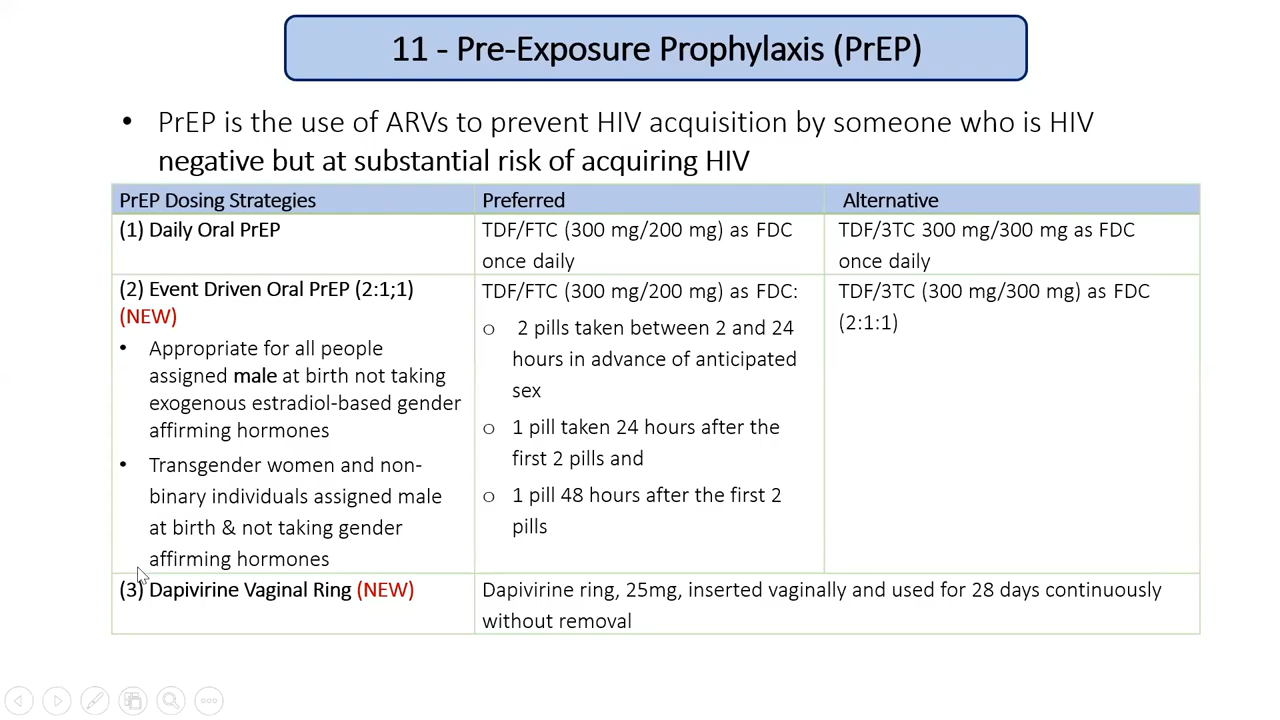 11 - Pre-Exposure Prophylaxis (PrEP)
• PrEP is the use of ARVs to prevent HIV acquisition by someone who is HIV
negative but at substantial risk of acquiring HIV
PrEP Dosing Strategies
Preferred
Alternative
(1) Daily Oral PrEP
TDF/FTC (300 mg/200 mg) as FDC
once daily
TDF/3TC 300 mg/300 mg as FDC
once daily
(2) Event Driven Oral PrEP (2:1;1)
(NEW)
• Appropriate for all people
assigned male at birth not taking
exogenous estradiol-based gender
affirming hormones
• Transgender women and non-
binary individuals assigned male
at birth & not taking gender
affirming hormones
TDF/FTC (300 mg/200 mg) as FDC:
o 2 pills taken between 2 and 24
hours in advance of anticipated
sex
o 1 pill taken 24 hours after the
first 2 pills and
o 1 pill 48 hours after the first 2
pills
TDF/3TC (300 mg/300 mg) as FDC
(2:1:1)
(3) Dapivirine Vaginal Ring (NEW)
Dapivirine ring, 25mg, inserted vaginally and used for 28 days continuously
without removal